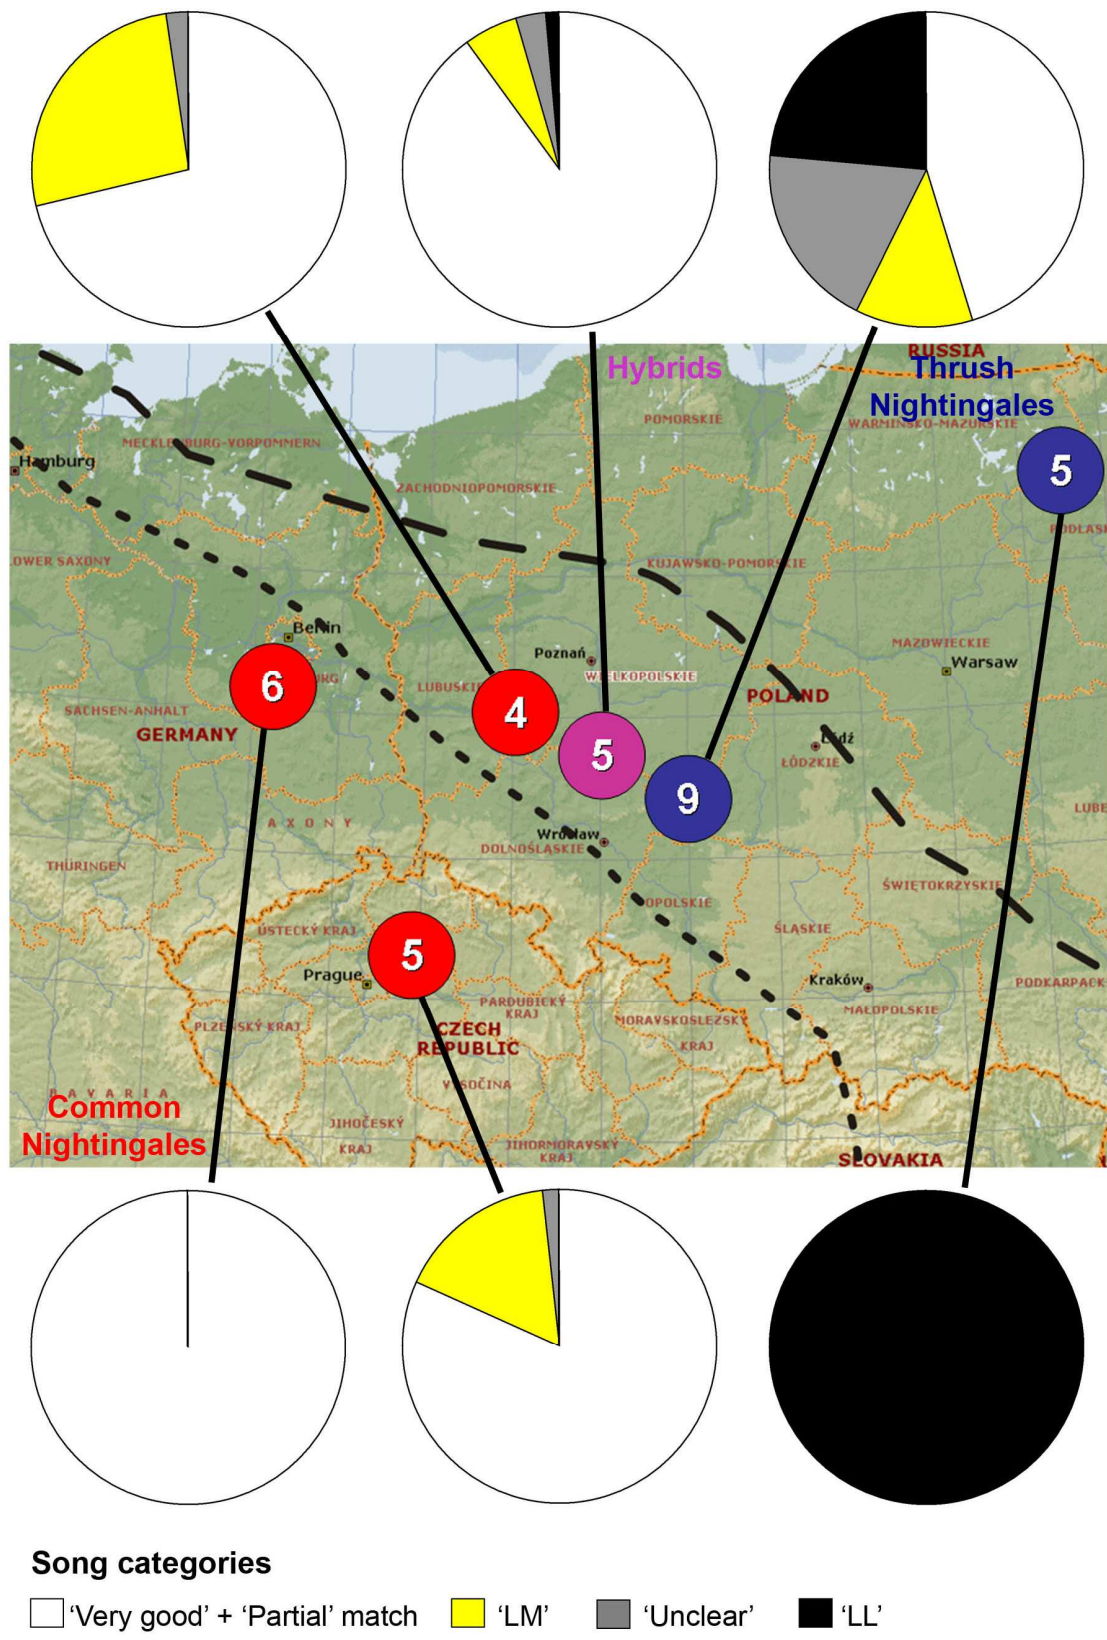 RUSSIA
Hybrids
Thrush
Nightingales
POMORSKIE
WARMIŃSKO-MAZURSKIE
MECKLENBURG-VORPOMMERN
Hamburg
5
ZACHODNIOPOMORSKIE
LOWER SAXONY
KUJAWSKO-POMORSKIE
Berlin
MAZOWIECKIE
Poznań
Warsaw
WIELKOPOLSKIE
6
LUBUSKIE
POLAND
SACHSEN-ANHALT
4
GERMANY
5
Łódź
ŁÓDZKIE
9
AXONY
Wrocław
DOLNOŚLĄSKIE
THÜRINGEN
ŚWIĘTOKRZYSKIE
OPOLSKIE
ŚLĄSKIE
ÚSTECKÝ KRAJ
5
Prague
Kraków
PODKARPACK
PARDUBICKÝ
KRAJ
MAŁOPOLSKIE
MORAVSKOSLEZSKÝ
KRAJ
PLZEŇSKÝ KRAJ
CZECH
REPUBLIC
VYSOČINA
BAVARIA
Common
Nightingales
JIHOČESKÝ
KRAJ
JIHOMORAVSKÝ
KRAJ
SLOVAKIA
Song categories
‘Very good’ + ‘Partial’ match ‘LM’ ‘Unclear’ ‘LL’